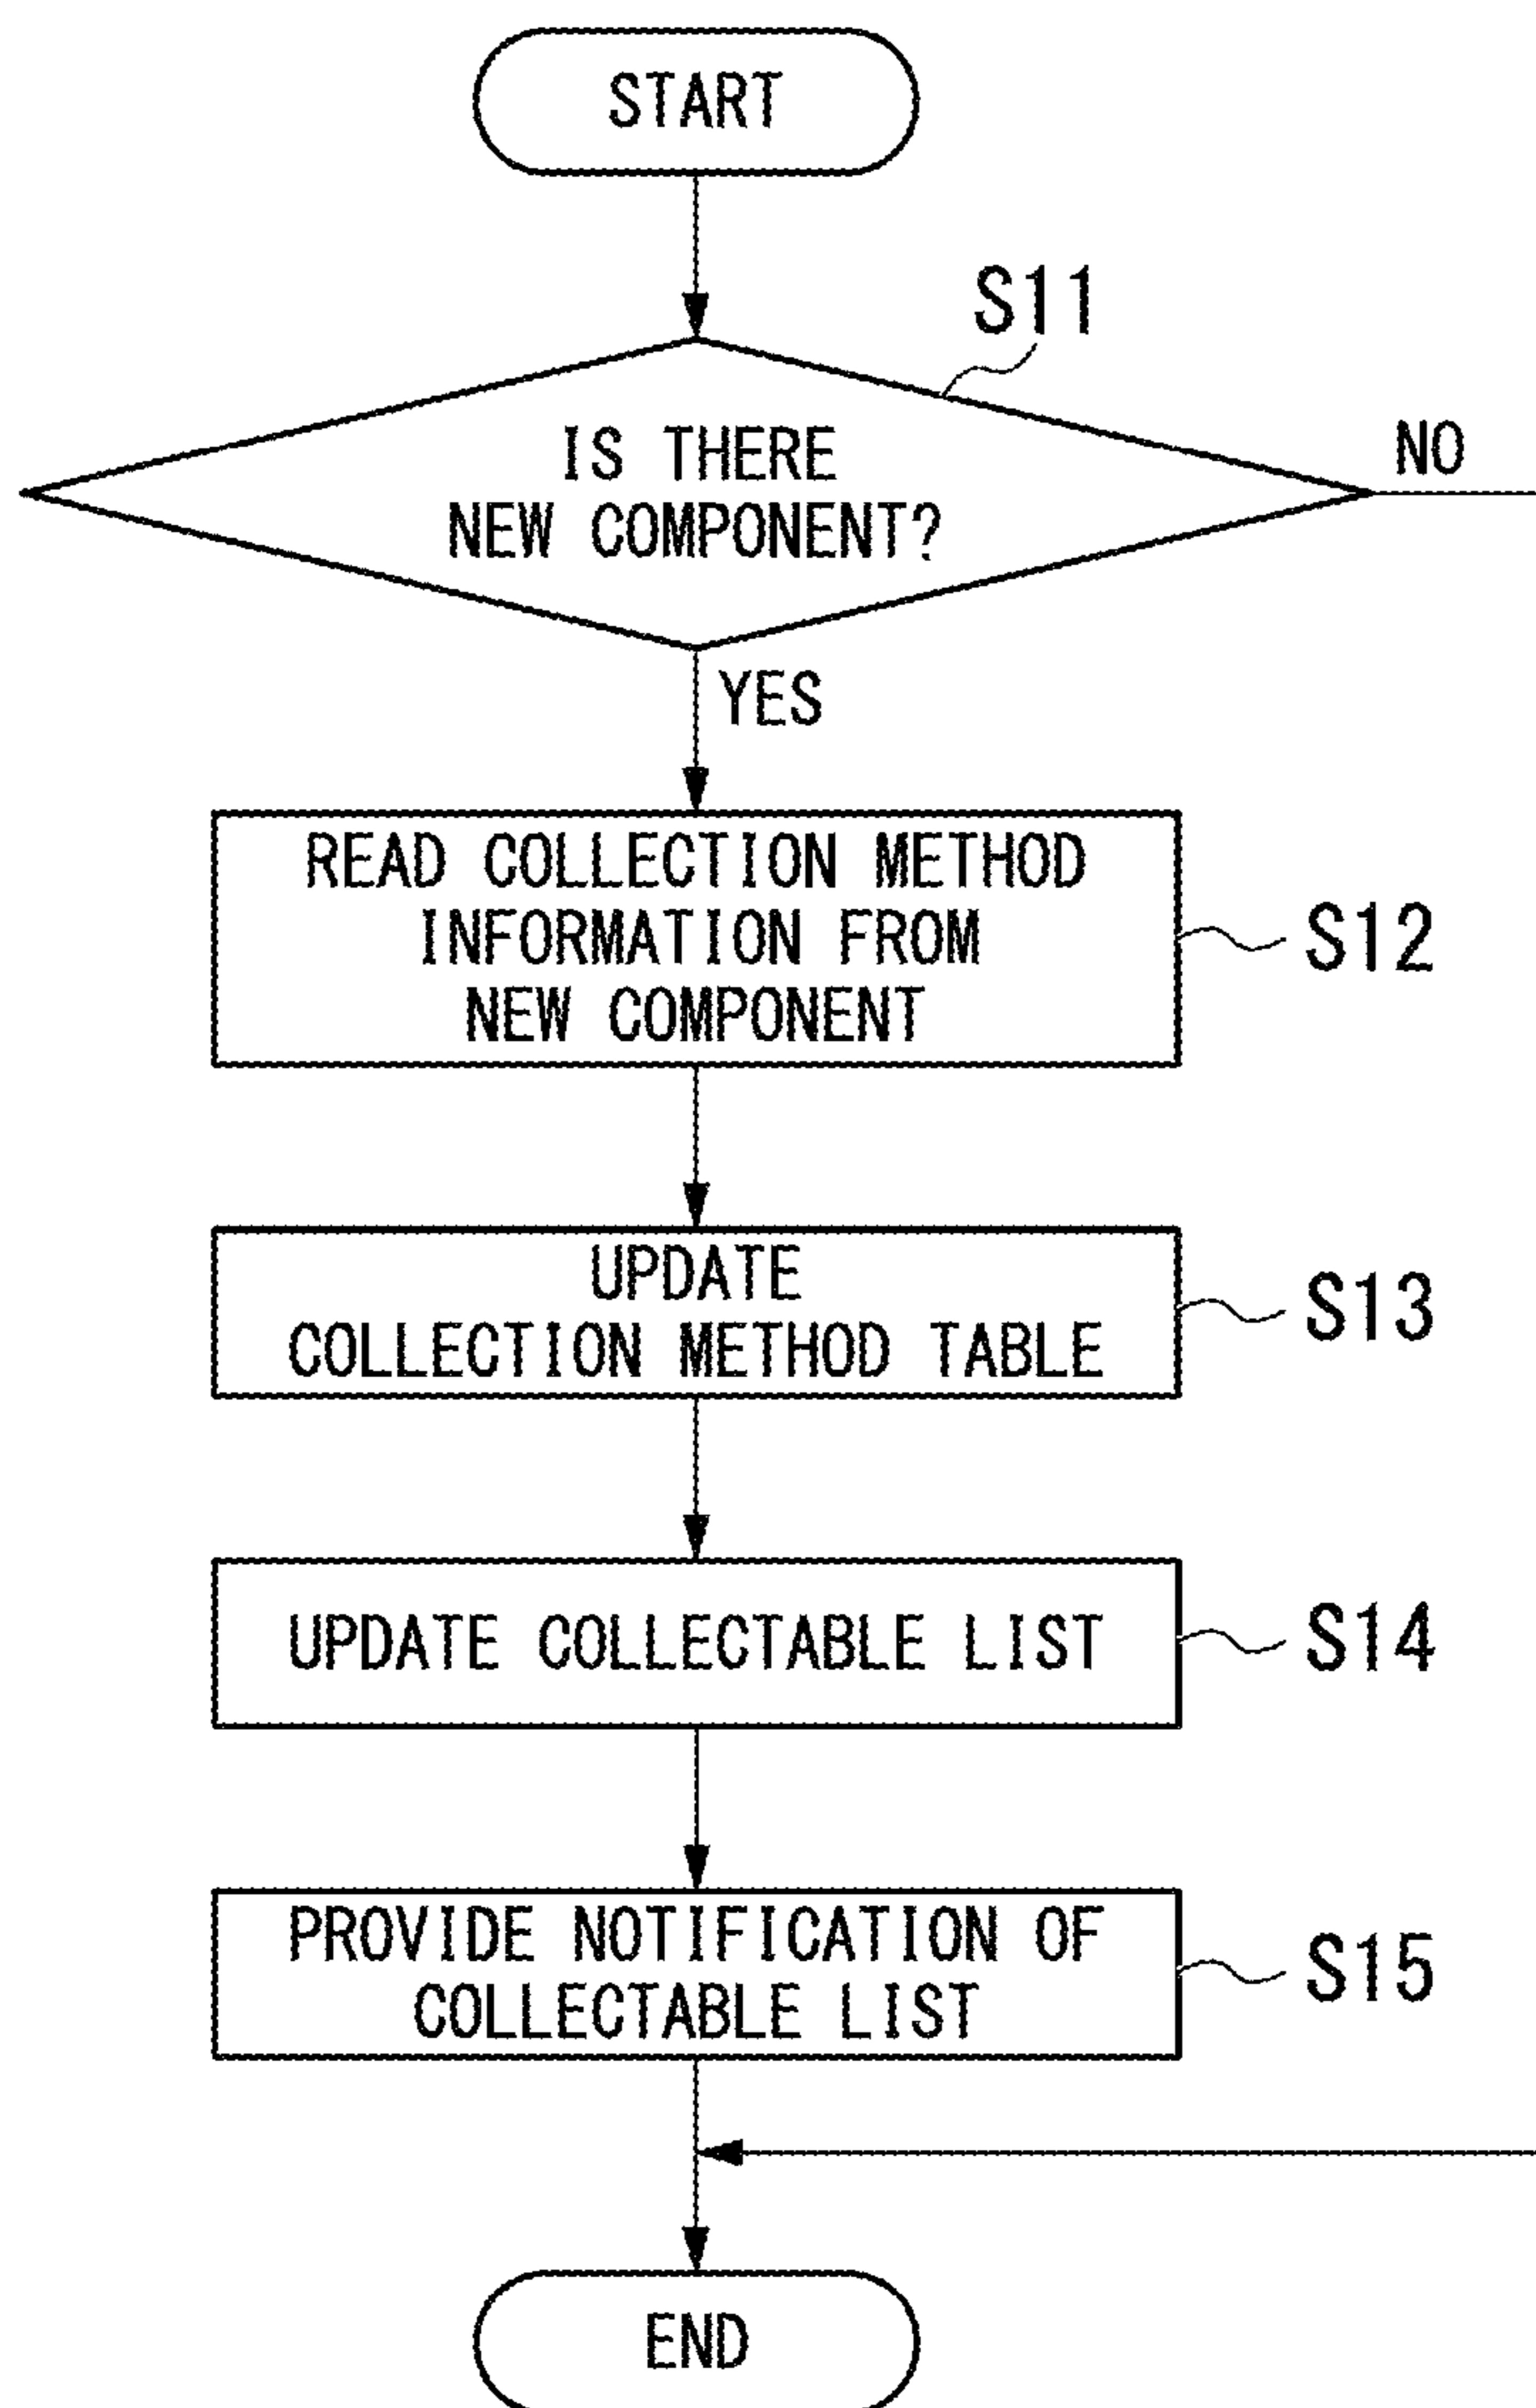 START
S11
IS THERE
NEW COMPONENT?
NO
YES
READ COLLECTION METHOD
INFORMATION FROM
NEW COMPONENT
S12
UPDATE
COLLECTION METHOD TABLE
S13
UPDATE COLLECTABLE LIST
S14
PROVIDE NOTIFICATION OF
COLLECTABLE LIST
S15
END